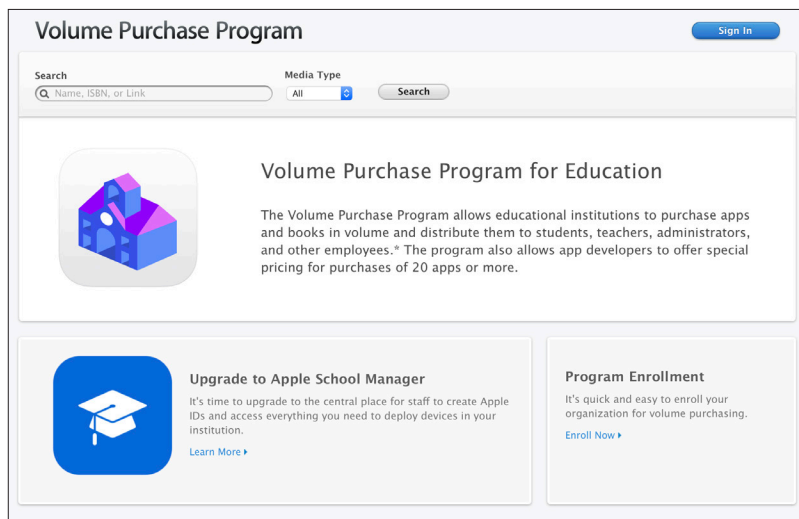 Volume Purchase Program
Sign In
Search
Media Type
Name, ISBN, or Link
All
Search
Volume Purchase Program for Education
The Volume Purchase Program allows educational institutions to purchase apps
and books in volume and distribute them to students, teachers, administrators,
and other employees.* The program also allows app developers to offer special
pricing for purchases of 20 apps or more.
Upgrade to Apple School Manager
It's time to upgrade to the central place for staff to create Apple
IDs and access everything you need to deploy devices in your
institution.
Learn More
Program Enrollment
It's quick and easy to enroll your
organization for volume purchasing.
Enroll Now